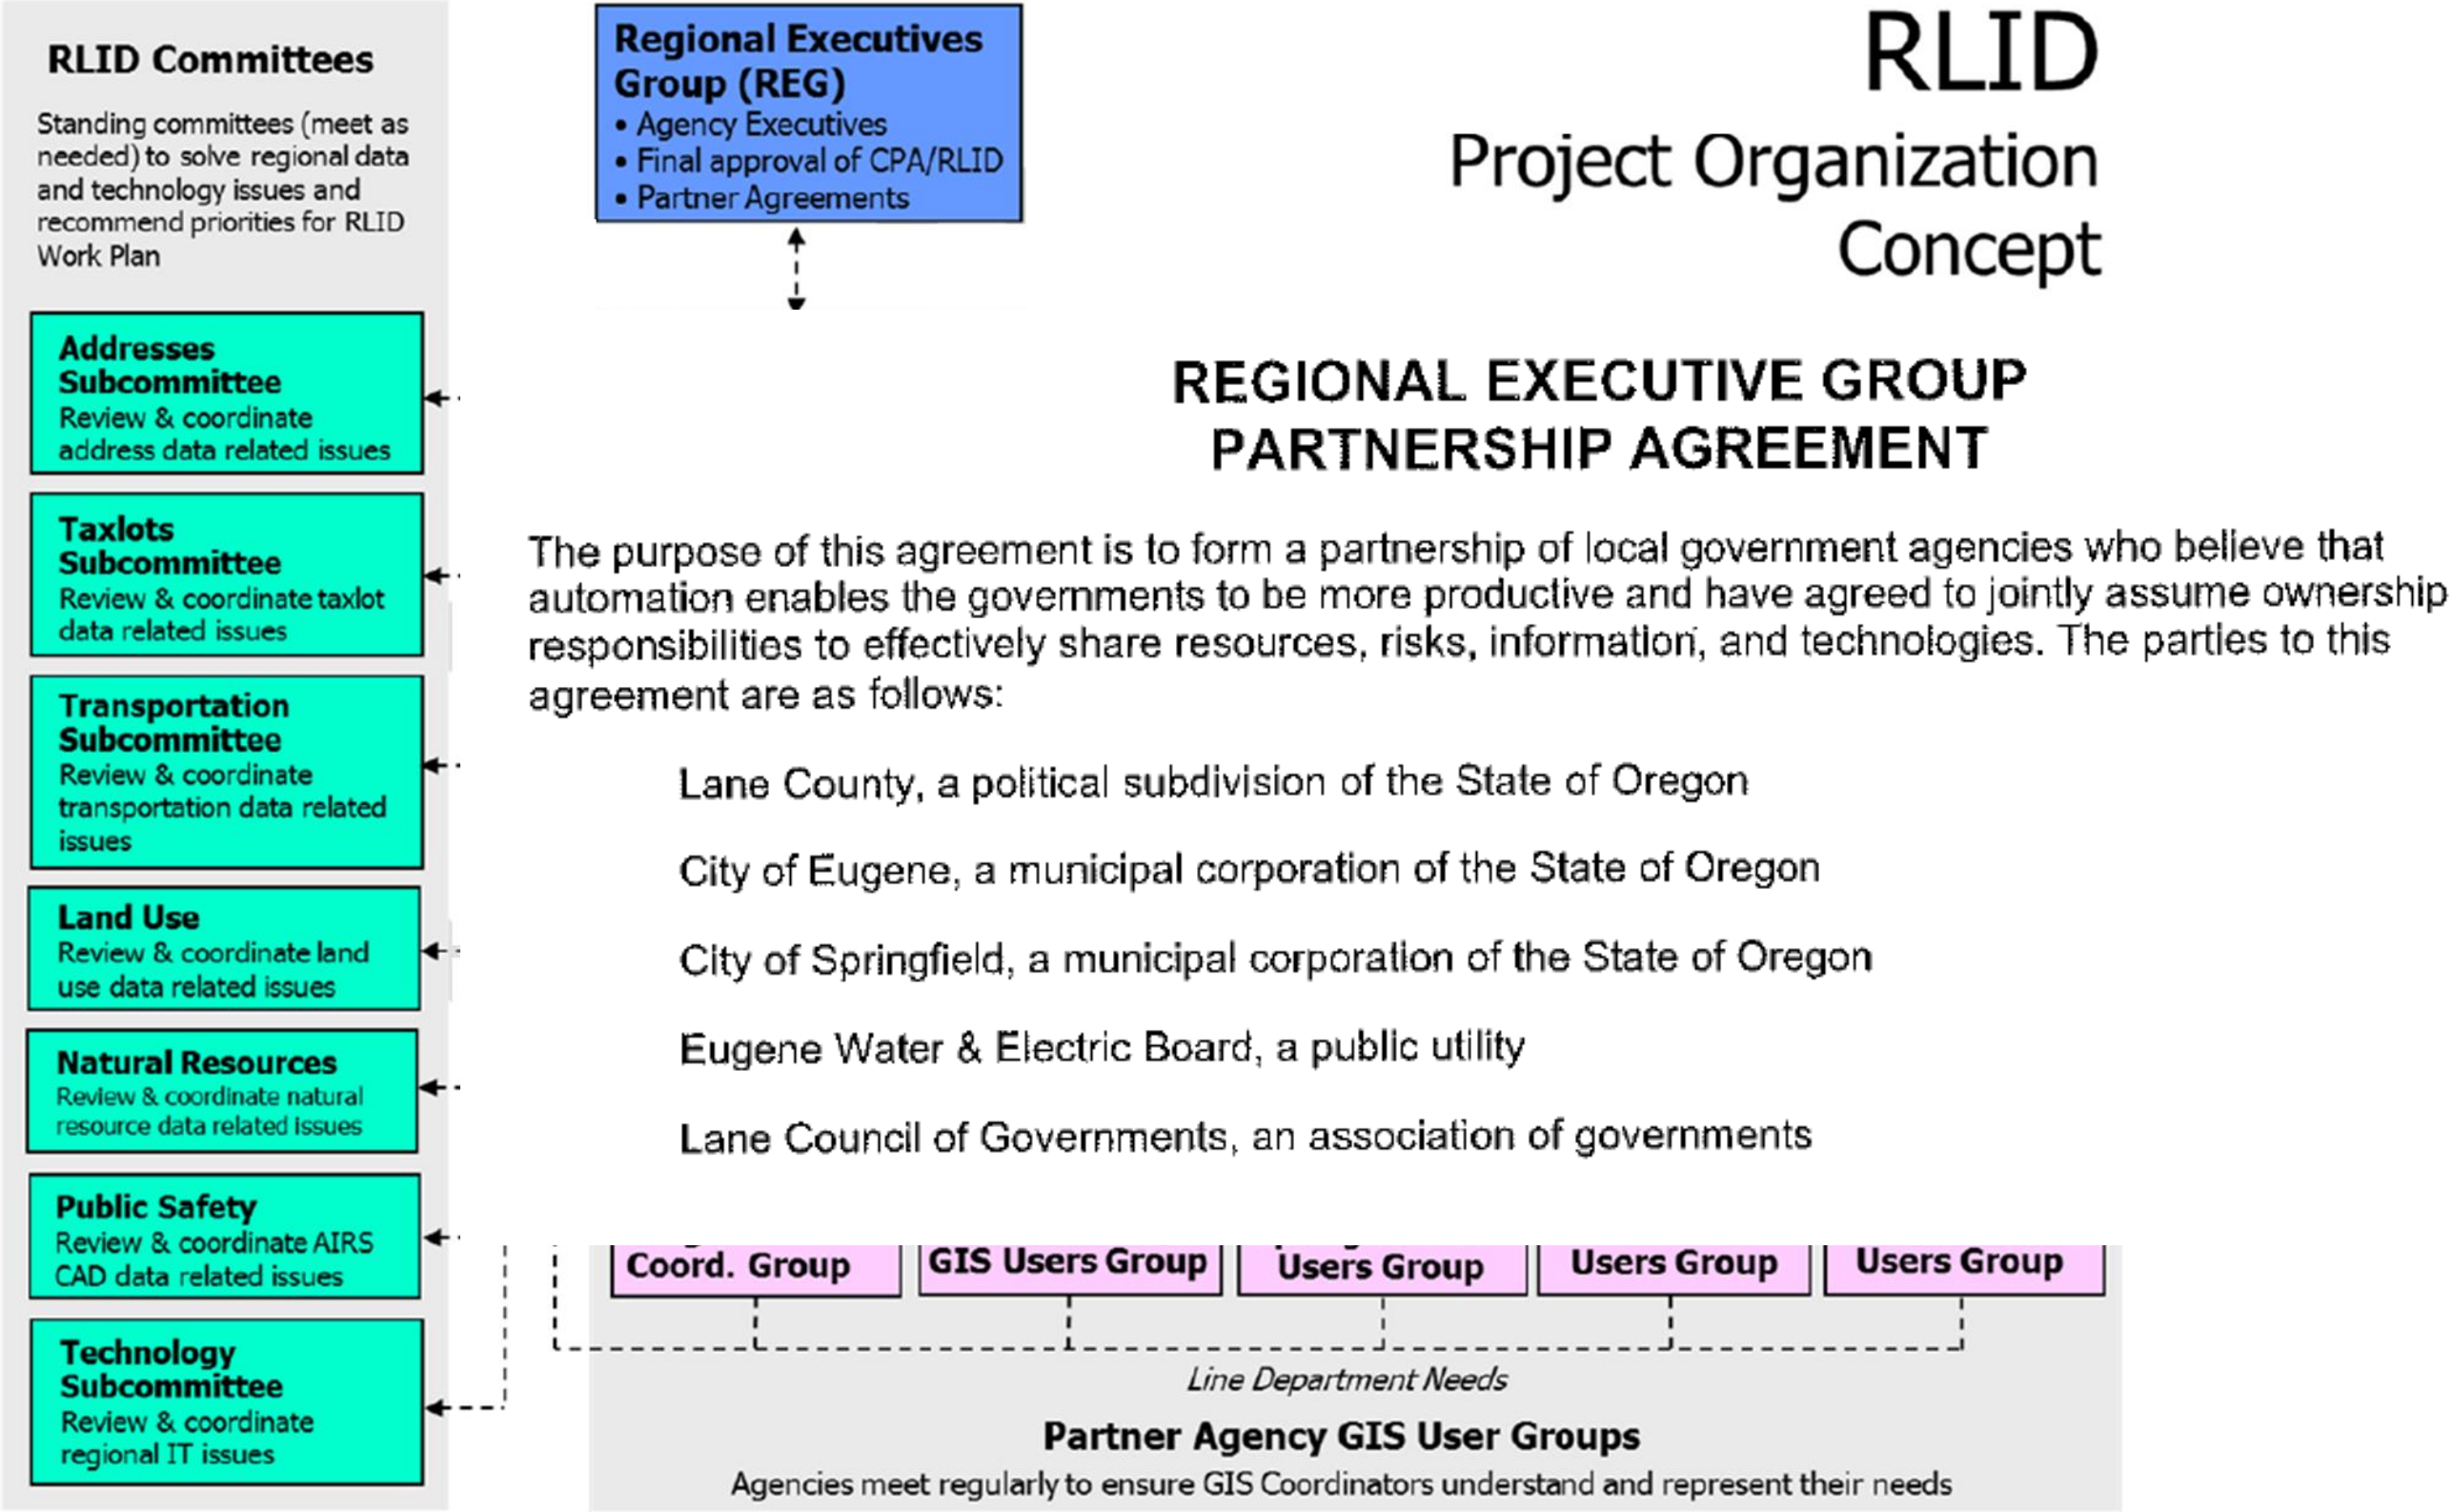 RLID Committees
Standing committees (meet as
needed) to solve regional data
and technology issues and
recommend priorities for RLID
Work Plan
Addresses
Subcommittee
Review & coordinate
address data related issues
Taxlots
Subcommittee
Review & coordinate taxlot
data related issues
Transportation
Subcommittee
Review & coordinate
transportation data related
issues
Land Use
Review & coordinate land
use data related issues
Natural Resources
Review & coordinate natural
resource data related issues
Public Safety
Review & coordinate AIRS
CAD data related issues
Technology
Subcommittee
Review & coordinate
regional IT issues
Regional Executives
Group (REG)
• Agency Executives
• Final approval of CPA/RLID
• Partner Agreements
RLID
Project Organization
Concept
REGIONAL EXECUTIVE GROUP
PARTNERSHIP AGREEMENT
The purpose of this agreement is to form a partnership of local government agencies who believe that
automation enables the governments to be more productive and have agreed to jointly assume ownership
responsibilities to effectively share resources, risks, information, and technologies. The parties to this
agreement are as follows:
Lane County, a political subdivision of the State of Oregon
City of Eugene, a municipal corporation of the State of Oregon
City of Springfield, a municipal corporation of the State of Oregon
Eugene Water & Electric Board, a public utility
Lane Council of Governments, an association of governments
Coord. Group
GIS Users Group
Users Group
Users Group
Users Group
Line Department Needs
Partner Agency GIS User Groups
Agencies meet regularly to ensure GIS Coordinators understand and represent their needs